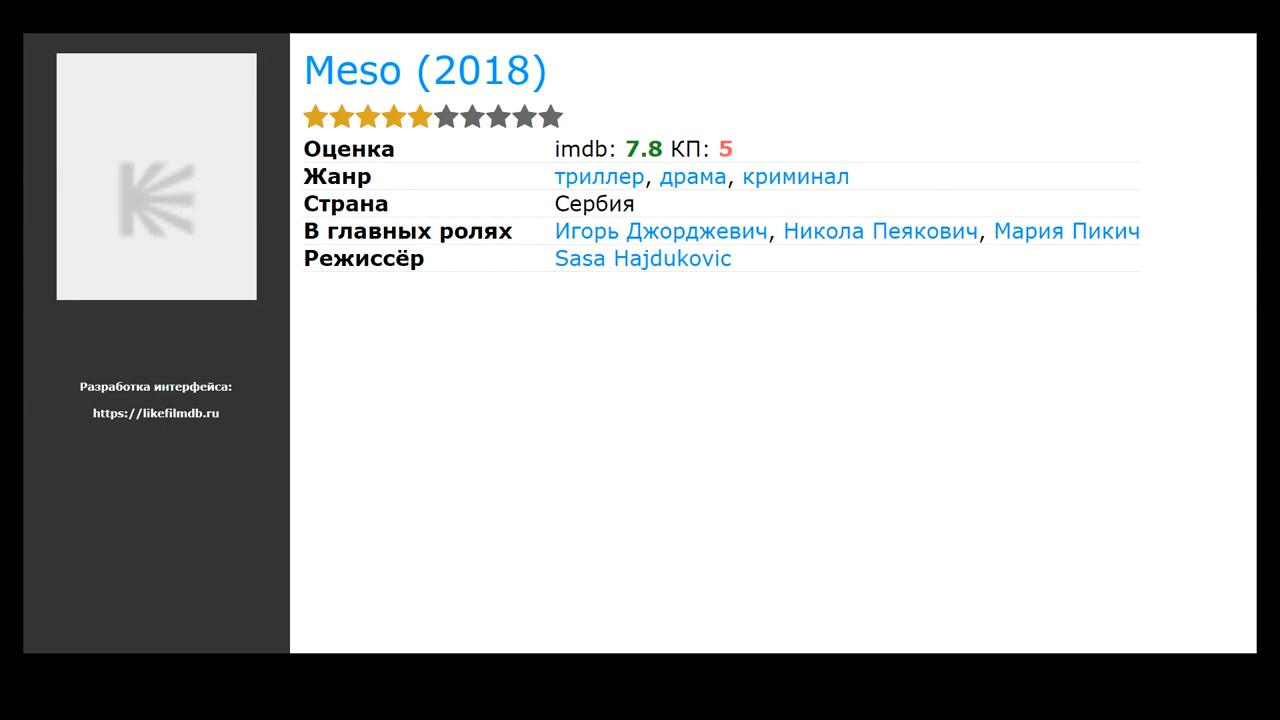 Meso (2018)
Оценка imdb: 7.8 КП: 5
Жанр триллер, драма, криминал
Страна Сербия
В главных ролях Игорь Джорджевич, Никола Пеякович, Мария Пикич
Режиссёр Sasa Hajdukovic
Разработка интерфейса:
https://likefilmdb.ru